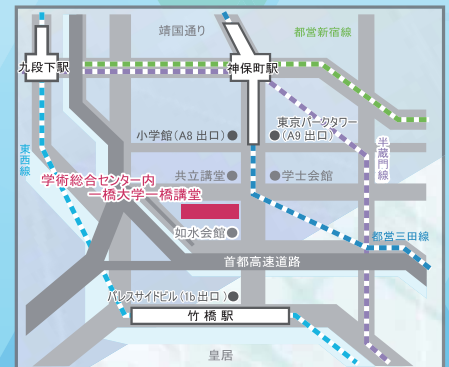 靖国通り
都営新宿線
九段下駅
神保町駅
小学館（A8 出口）
東京パークタワー
（A9 出口）
東西線
半蔵門線
共立講堂
学士会館
学術総合センター内
一橋大学一橋講堂
如水会館
都営三田線
首都高速道路
パレスサイドビル（1b 出口）
竹橋駅
皇居